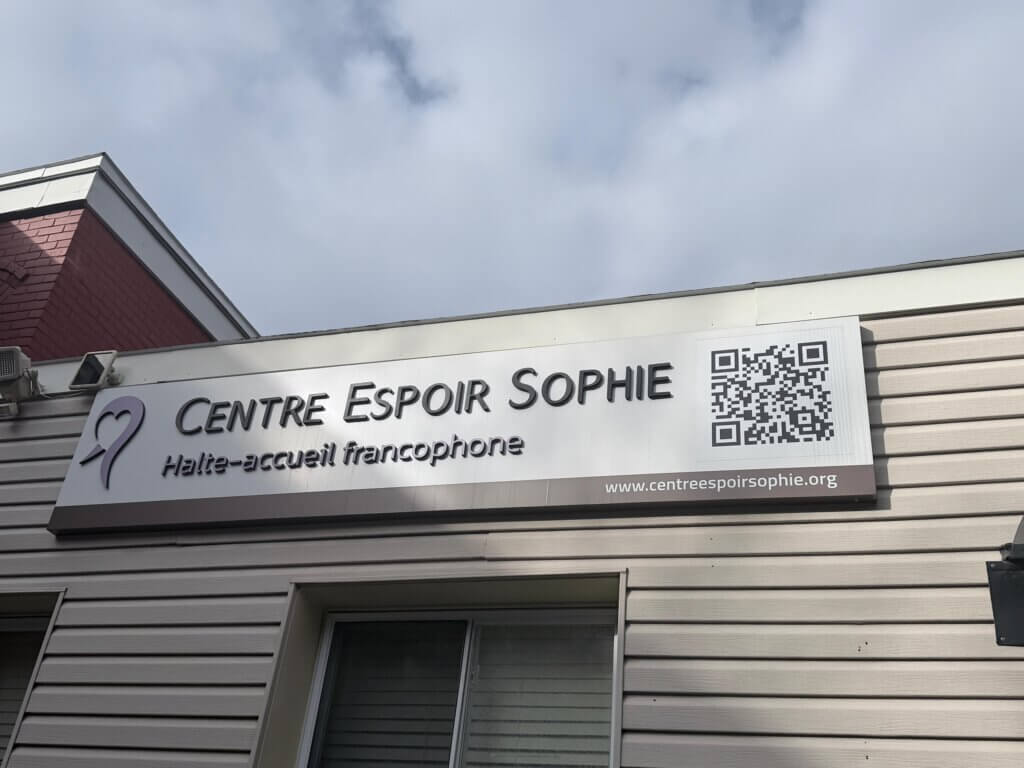 CENTRE ESPOIR SOPHIE
Halte-accueil francophone
www.centreespoirsophie.org